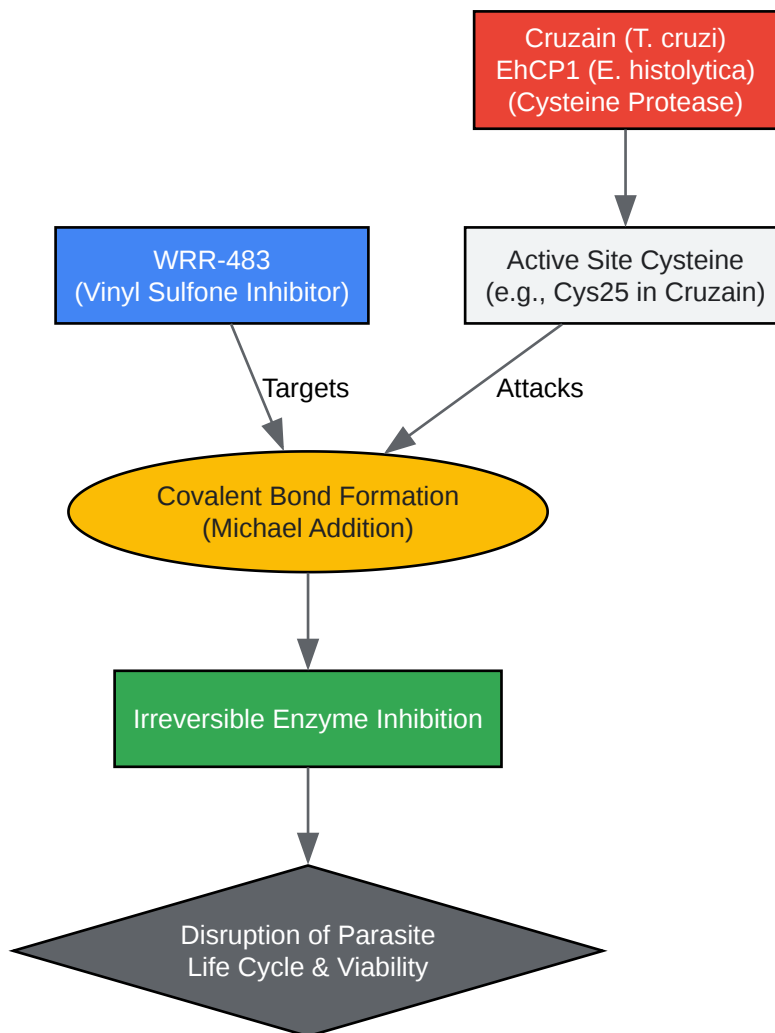 Cruzain (T. cruzi)
EhCP1 (E. histolytica)
(Cysteine Protease)
WRR-483
(Vinyl Sulfone Inhibitor)
Active Site Cysteine
(e.g., Cys25 in Cruzain)
Targets
Attacks
Covalent Bond Formation
(Michael Addition)
Irreversible Enzyme Inhibition
Disruption of Parasite
Life Cycle & Viability